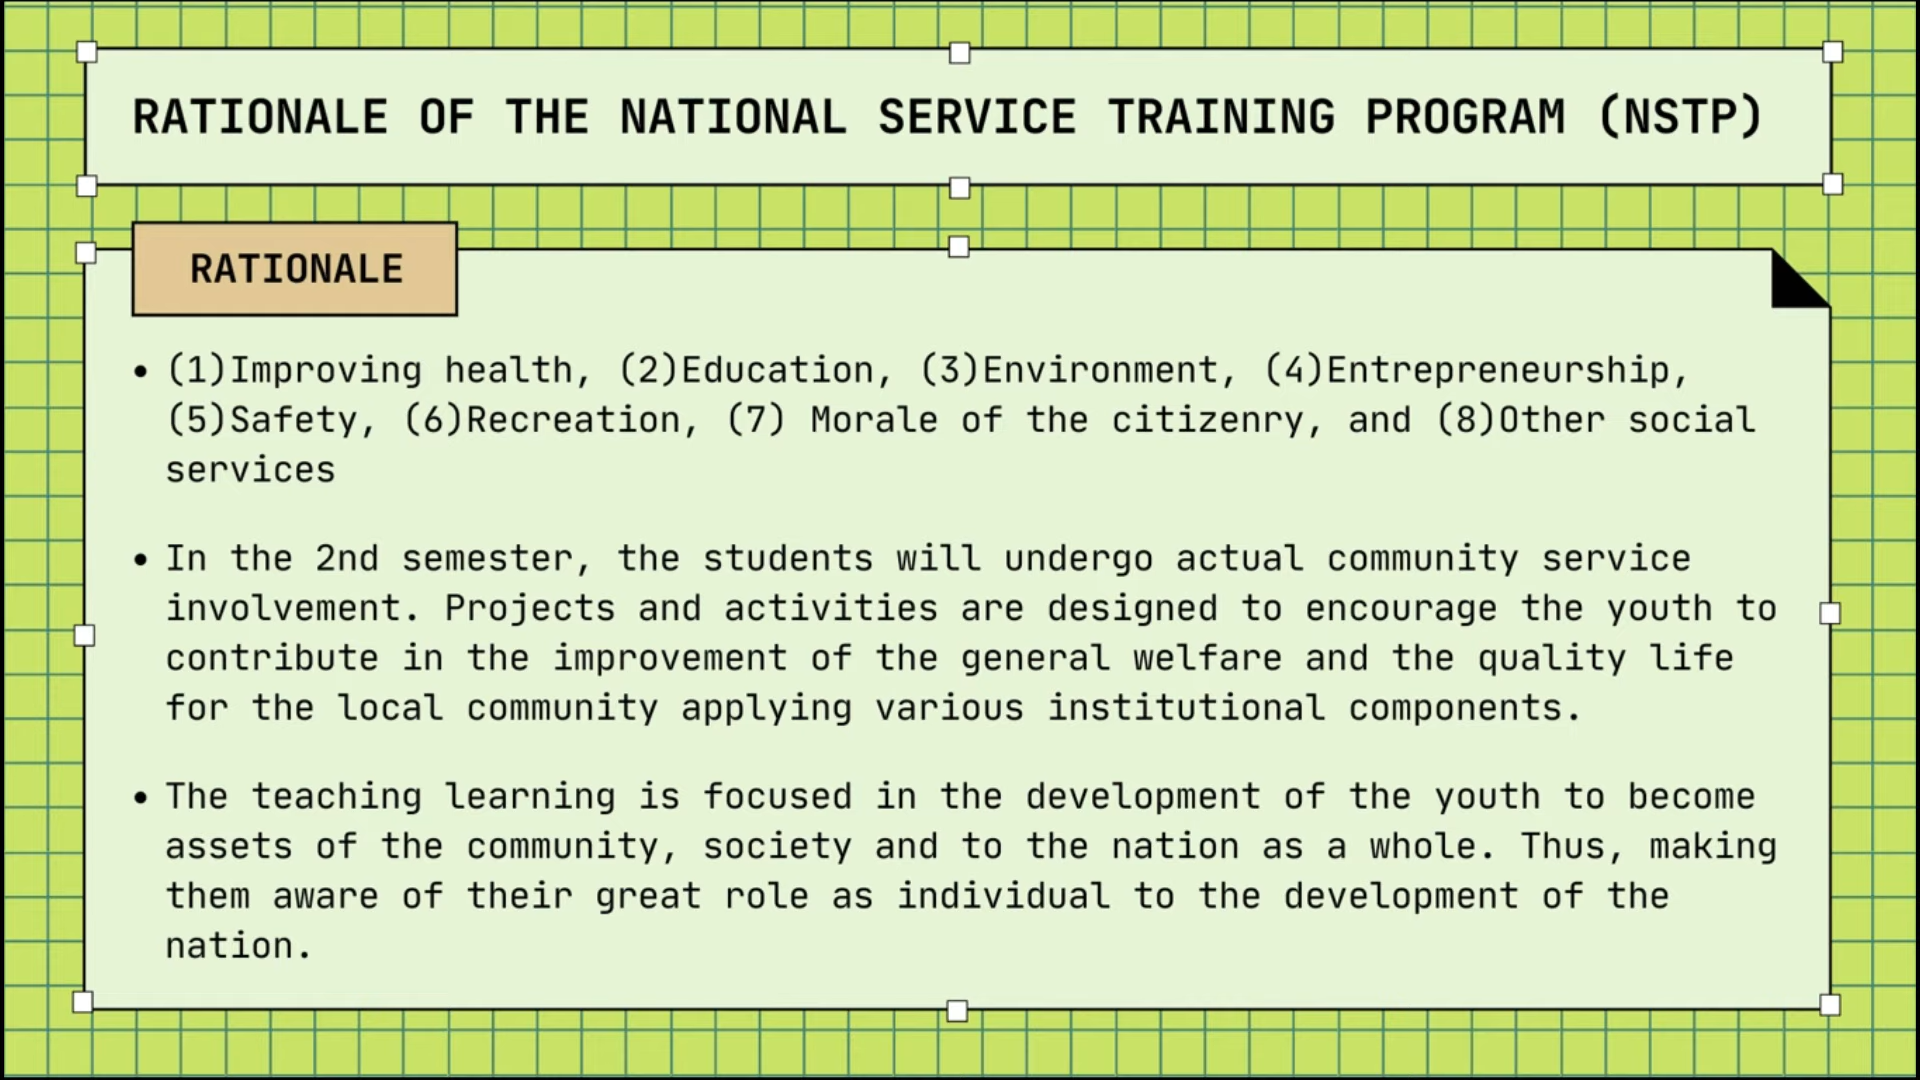 RATIONALE OF THE NATIONAL SERVICE TRAINING PROGRAM (NSTP)
RATIONALE
• (1)Improving health, (2)Education, (3)Environment, (4)Entrepreneurship,
(5)Safety, (6)Recreation, (7) Morale of the citizenry, and (8)Other social
services
• In the 2nd semester, the students will undergo actual community service
involvement. Projects and activities are designed to encourage the youth to
contribute in the improvement of the general welfare and the quality life
for the local community applying various institutional components.
• The teaching learning is focused in the development of the youth to become
assets of the community, society and to the nation as a whole. Thus, making
them aware of their great role as individual to the development of the
nation.